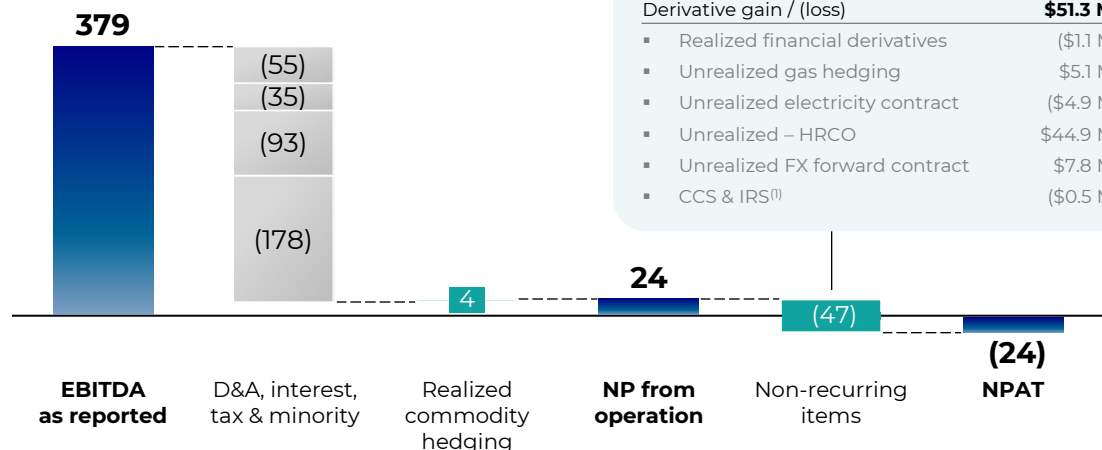 379
(55)
(35)
(93)
(178)
4
24
(47)
(24)
Derivative gain / (loss) $51.3
▪ Realized financial derivatives ($1.1
▪ Unrealized gas hedging $5.1
▪ Unrealized electricity contract ($4.9
▪ Unrealized – HRCO $44.9
▪ Unrealized FX forward contract $7.8
▪ CCS & IRS(1) ($0.5
EBITDA
as reported
D&A, interest,
tax & minority
Realized
commodity
hedging
NP from
operation
Non-recurring
items
NPAT